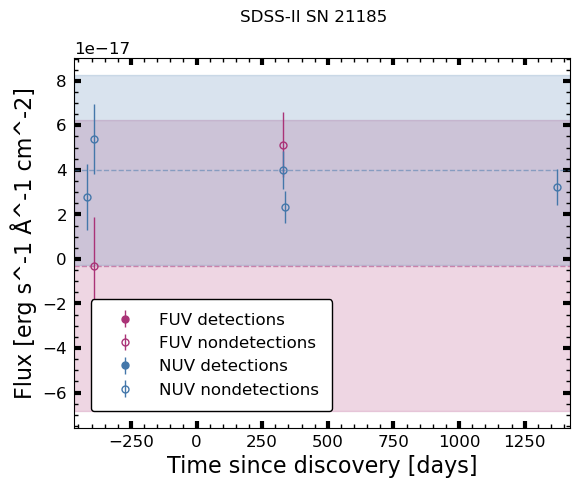 SDSS-II SN 21185
1e−17
8
6
4
2
0
−2
−4
−6
Flux [erg s^-1 Å^-1 cm^-2]
FUV detections
FUV nondetections
NUV detections
NUV nondetections
−250 0 250 500 750 1000 1250
Time since discovery [days]